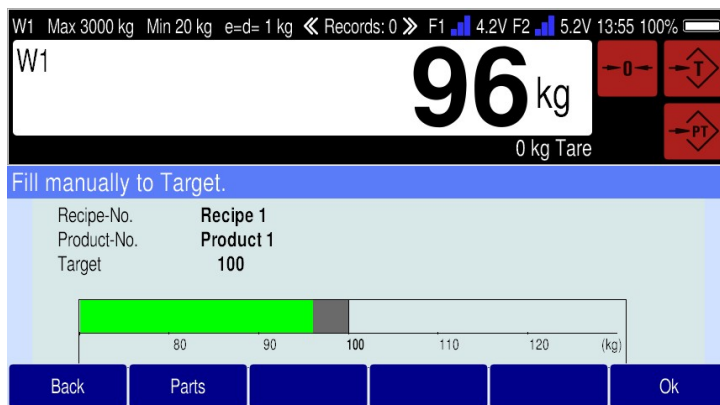 W1 Max 3000 kg Min 20 kg e=d= 1 kg ≪ Records: 0 ≫ F1 4.2V F2 5.2V 13:55 100%
W1
96 kg
→0←
→T
→PT
0 kg Tare
Fill manually to Target.
Recipe-No. Recipe 1
Product-No. Product 1
Target 100
80 90 100 110 120 (kg)
Back Parts Ok